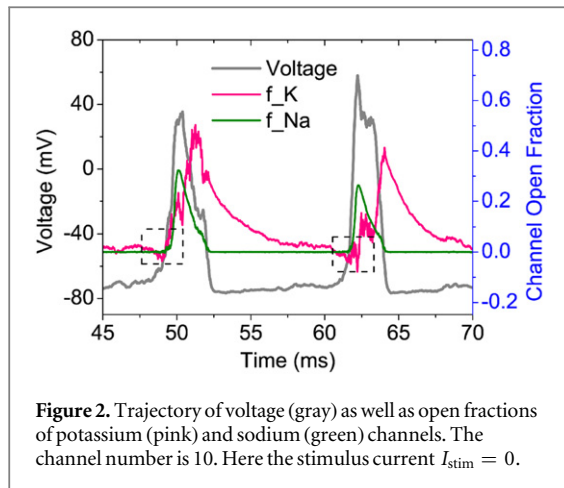 80
40
0
-40
-80
Voltage (mV)
Voltage
f_K
f_Na
0.8
0.6
0.4
0.2
0.0
-0.2
Channel Open Fraction
45 50 55 60 65 70
Time (ms)
Figure 2. Trajectory of voltage (gray) as well as open fractions
of potassium (pink) and sodium (green) channels. The
channel number is 10. Here the stimulus current I_stim = 0.